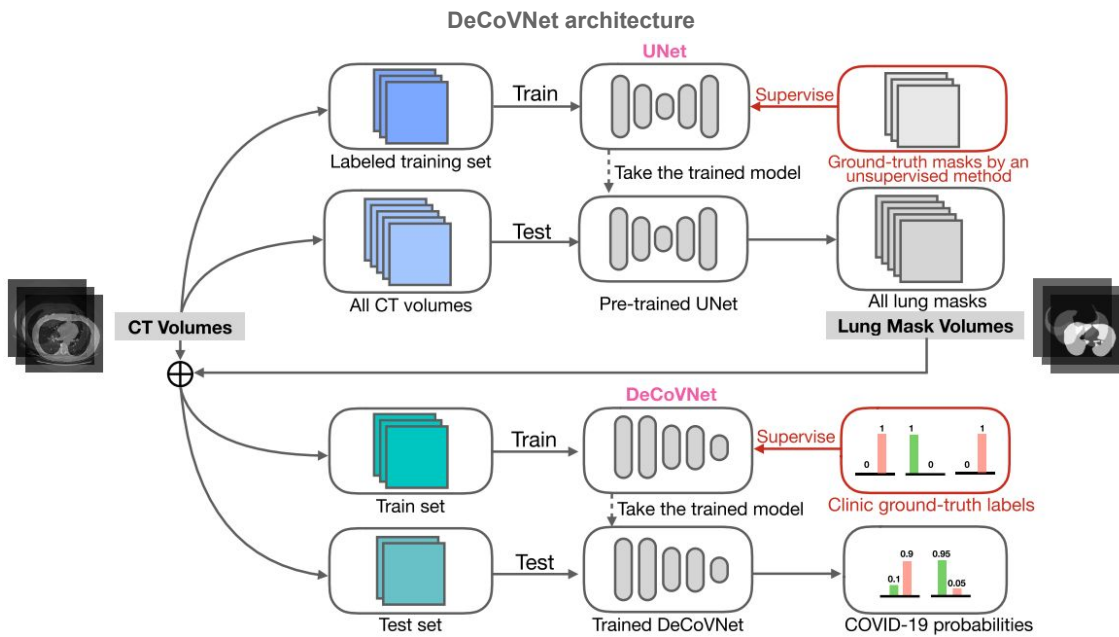 DeCoVNet architecture
UNet
Train
Supervise
Labeled training set
Take the trained model
Ground-truth masks by an
unsupervised method
Test
All CT volumes
Pre-trained UNet
All lung masks
CT Volumes
Lung Mask Volumes
DeCoVNet
Train
Supervise
0 1 1 0 0 1
Train set
Take the trained model
Clinic ground-truth labels
Test
0.1 0.9 0.95 0.05
Test set
Trained DeCoVNet
COVID-19 probabilities